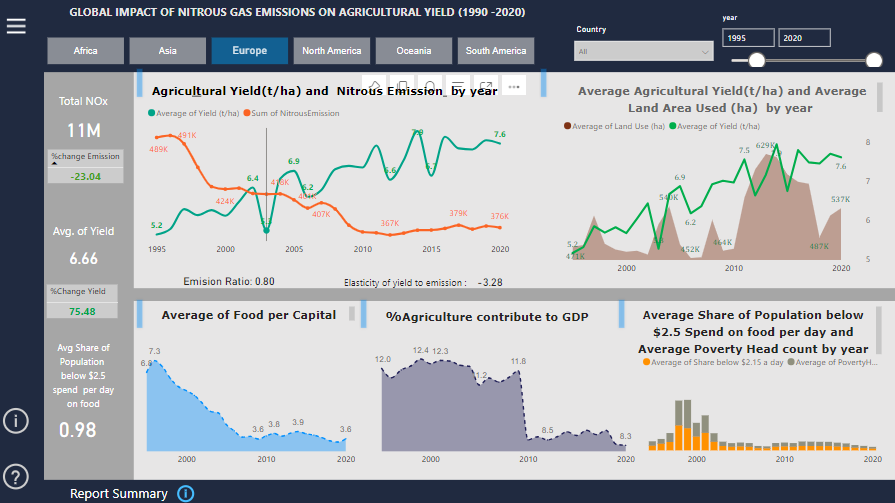 GLOBAL IMPACT OF NITROUS GAS EMISSIONS ON AGRICULTURAL YIELD (1990 -2020)
Africa
Asia
Europe
North America
Oceania
South America
Country
All
year
1995
2020
Total NOx
11M
%change Emission
-23.04
Avg. of Yield
6.66
%Change Yield
75.48
Avg Share of
Population
below $2.5
spend per day
on food
0.98
Agricultural Yield(t/ha) and Nitrous Emission_ by year
Average of Yield (t/ha)
Sum of NitrousEmission
489K
491K
424K
6.4
418K
6.9
6.2
407K
6.6
367K
7.9
379K
7.6
376K
5.2
1995
2000
2005
2010
2015
2020
Emision Ratio: 0.80
Elasticity of yield to emission :
-3.28
Average Agricultural Yield(t/ha) and Average
Land Area Used (ha) by year
Average of Land Use (ha)
Average of Yield (t/ha)
8
7
6
5
5.2
471K
540K
6.9
6.2
452K
464K
7.5
629K
487K
7.6
537K
2000
2010
2020
Average of Food per Capital
7.3
3.6
3.8
3.9
3.6
2000
2010
2020
%Agriculture contribute to GDP
12.0
12.4
12.3
11.8
8.5
8.3
2000
2010
2020
Average Share of Population below
$2.5 Spend on food per day and
Average Poverty Head count by year
Average of Share below $2.15 a day
Average of PovertyH...
2000
2010
2020
Report Summary